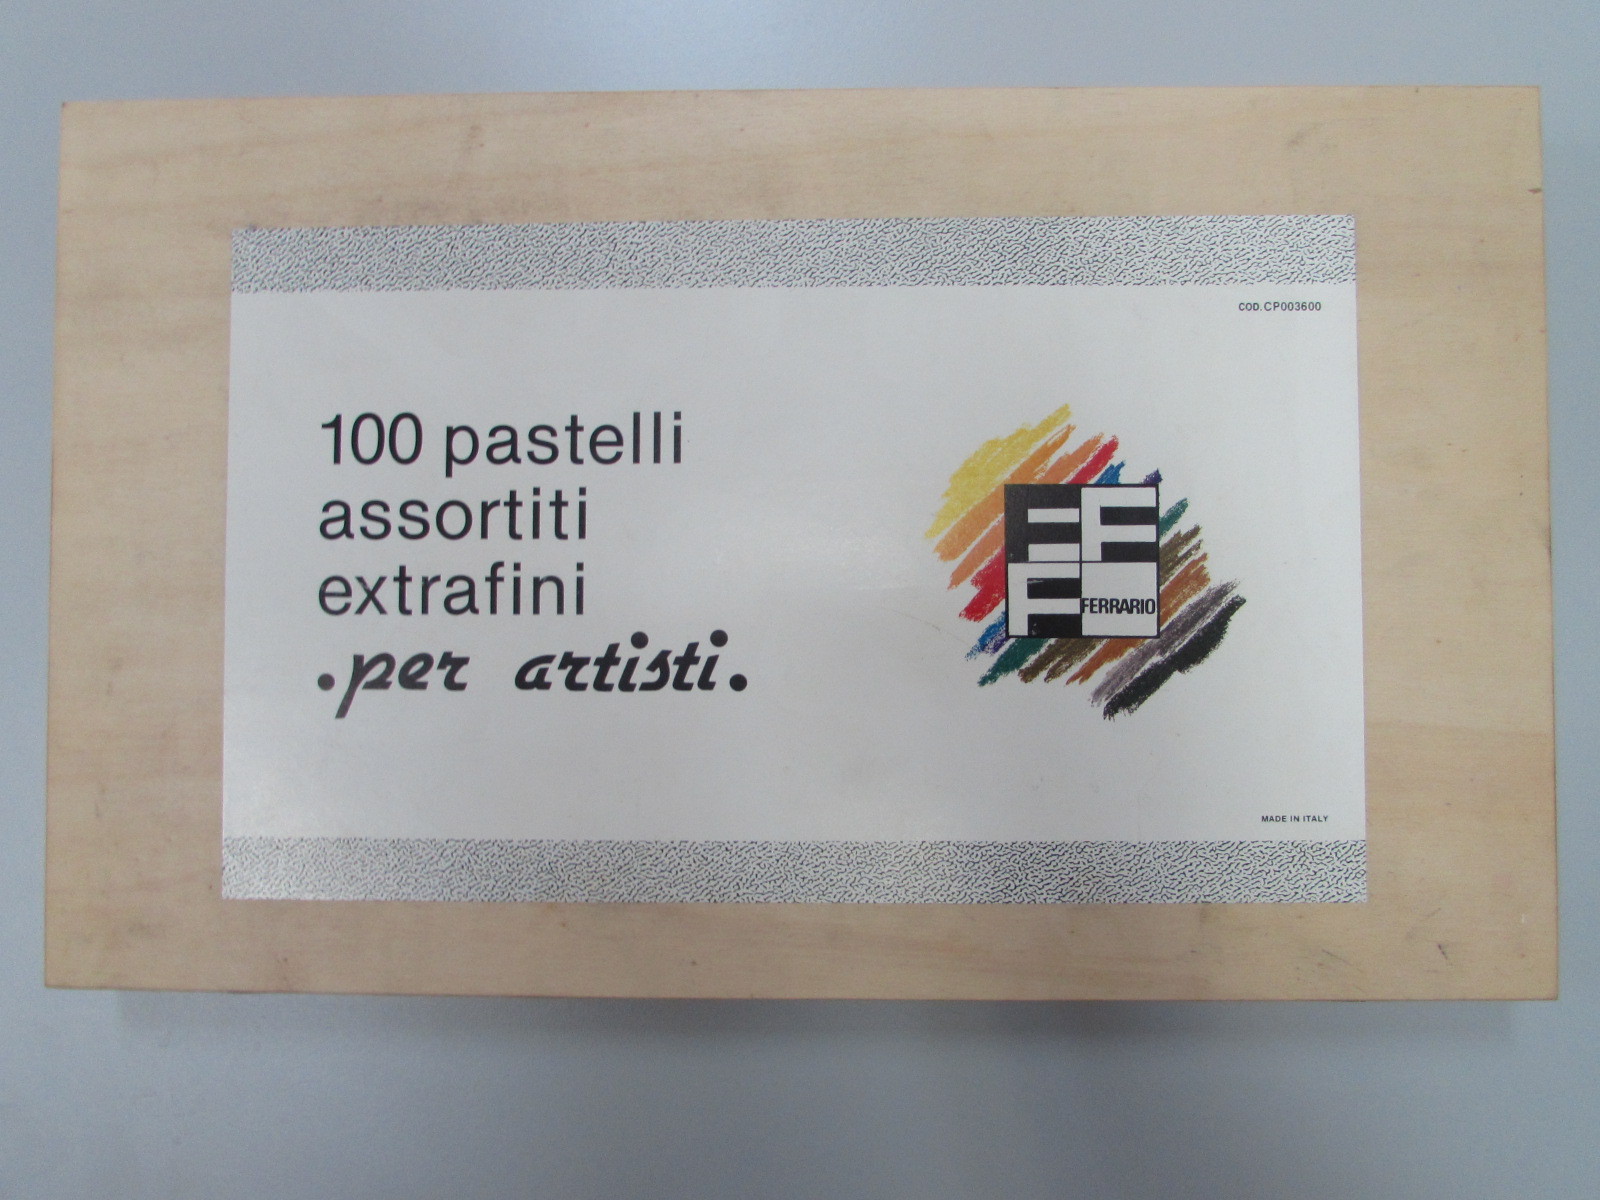 COD.CP003600
100 pastelli
assortiti
extrafini
.per artisti.
FERRARIO
MADE IN ITALY